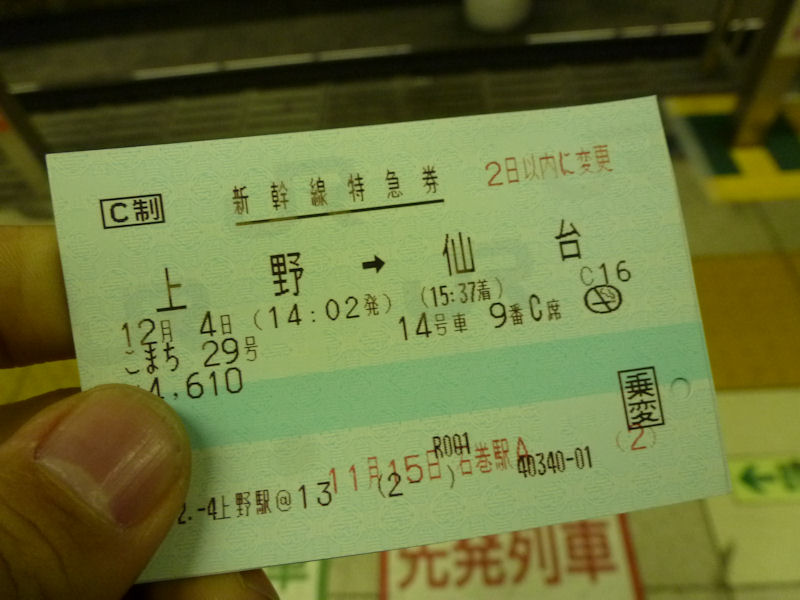 C制 新幹線特急券 2日以内に変更
上野 → 仙台
C16
12月 4日 (14:02発) (15:37着)
こまち 29号 14号車 9番C席
4,610
乗変
R001
11月15日 石巻駅A (2)
2.-4上野駅@13 (2- ) 40340-01
先発列車